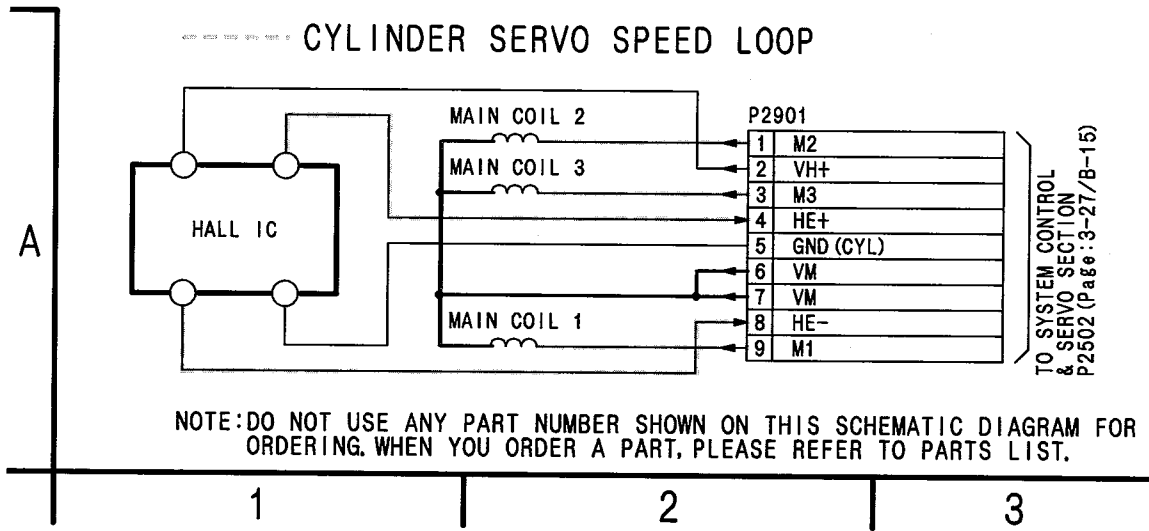 CYLINDER SERVO SPEED LOOP
MAIN COIL 2
MAIN COIL 3
MAIN COIL 1
HALL IC
P2901
1 M2
2 VH+
3 M3
4 HE+
5 GND (CYL)
6 VM
7 VM
8 HE-
9 M1
TO SYSTEM CONTROL
& SERVO SECTION
P2502 (Page:3-27/B-15)
A
NOTE:DO NOT USE ANY PART NUMBER SHOWN ON THIS SCHEMATIC DIAGRAM FOR
ORDERING. WHEN YOU ORDER A PART, PLEASE REFER TO PARTS LIST.
1 2 3